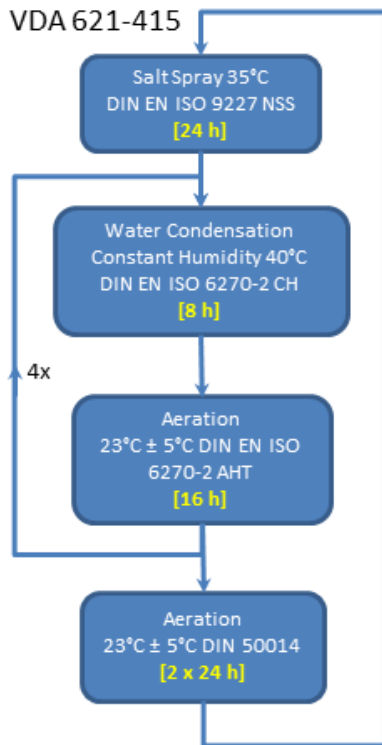 VDA 621-415
Salt Spray 35°C
DIN EN ISO 9227 NSS
[24 h]
Water Condensation
Constant Humidity 40°C
DIN EN ISO 6270-2 CH
[8 h]
4x
Aeration
23°C ± 5°C DIN EN ISO
6270-2 AHT
[16 h]
Aeration
23°C ± 5°C DIN 50014
[2 x 24 h]